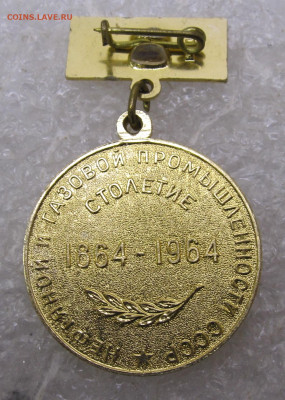 COINS.LAVE.RU
НЕФТЯНОЙ И ГАЗОВОЙ ПРОМЫШЛЕННОСТИ СССР
СТОЛЕТИЕ
1864-1964